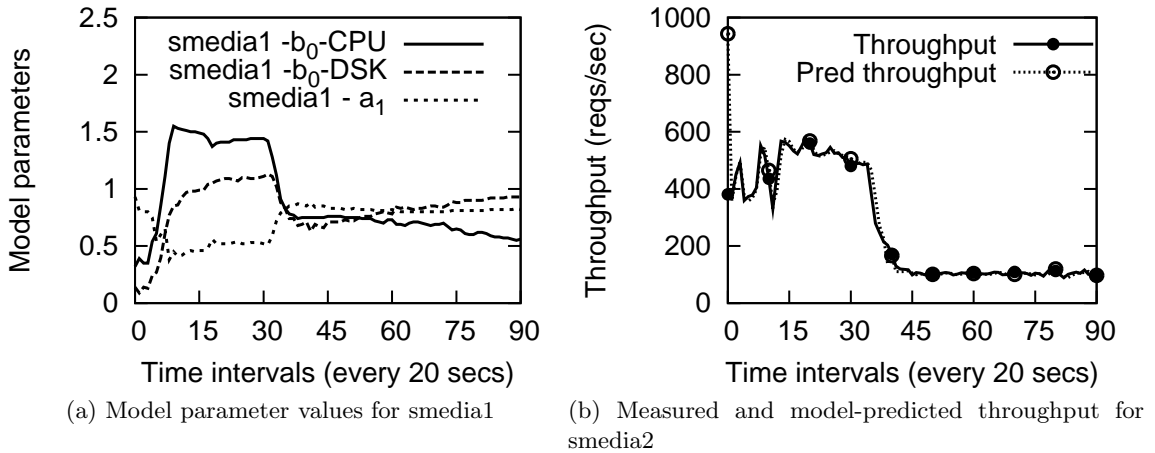 2.5
2
1.5
1
0.5
0
Model parameters
smedia1 -b0-CPU
smedia1 -b0-DSK
smedia1 - a1
0 15 30 45 60 75 90
Time intervals (every 20 secs)
(a) Model parameter values for smedia1
1000
800
600
400
200
0
Throughput (reqs/sec)
Throughput
Pred throughput
0 15 30 45 60 75 90
Time intervals (every 20 secs)
(b) Measured and model-predicted throughput for
smedia2